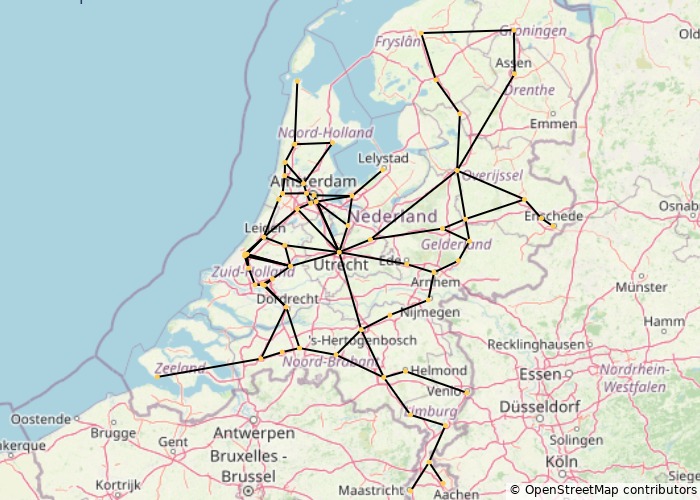 Groningen
Fryslân
Assen
Drenthe
Emmen
Noord-Holland
Lelystad
Amsterdam
Overijssel
Nederland
Enschede
Osnab
Leiden
Gelderland
Utrecht
Ede
Zuid-Holland
Arnhem
Münster
Dordrecht
Nijmegen
Hamm
's-Hertogenbosch
Recklinghausen
Zeeland
Noord-Brabant
Helmond
Essen
Nordrhein-
Westfalen
Venlo
Düsseldorf
Oostende
Limburg
Brugge
Antwerpen
Solingen
Gent
Bruxelles -
Brussel
Köln
Kortrijk
Maastricht
Aachen
© OpenStreetMap contributors